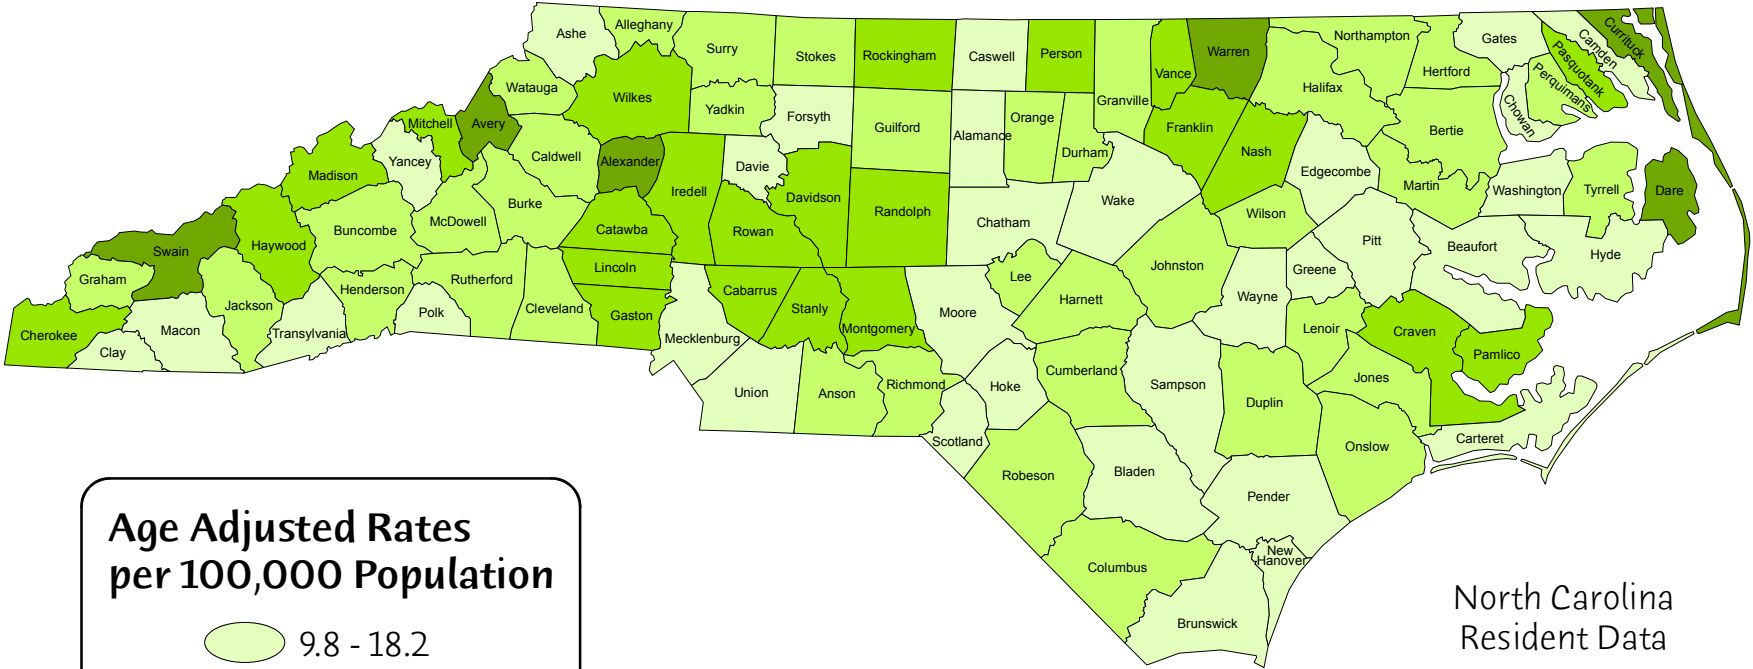 Ashe
Alleghany
Surry
Stokes
Rockingham
Caswell
Person
Granville
Vance
Warren
Northampton
Gates
Camden
Currituck
Pasquotank
Perquimans
Chowan
Hertford
Halifax
Watauga
Wilkes
Yadkin
Forsyth
Guilford
Alamance
Orange
Durham
Franklin
Nash
Bertie
Mitchell
Avery
Yancey
Caldwell
Alexander
Davie
Iredell
Davidson
Randolph
Chatham
Wake
Edgecombe
Martin
Washington
Tyrrell
Dare
Madison
Buncombe
McDowell
Burke
Catawba
Rowan
Wilson
Pitt
Beaufort
Hyde
Swain
Haywood
Graham
Jackson
Henderson
Rutherford
Cleveland
Lincoln
Gaston
Cabarrus
Stanly
Montgomery
Moore
Lee
Harnett
Johnston
Wayne
Greene
Lenoir
Craven
Pamlico
Cherokee
Clay
Macon
Transylvania
Polk
Mecklenburg
Union
Anson
Richmond
Hoke
Scotland
Cumberland
Sampson
Duplin
Jones
Onslow
Carteret
Robeson
Bladen
Pender
New
Hanover
Columbus
Brunswick
Age Adjusted Rates
per 100,000 Population
9.8 - 18.2
North Carolina
Resident Data